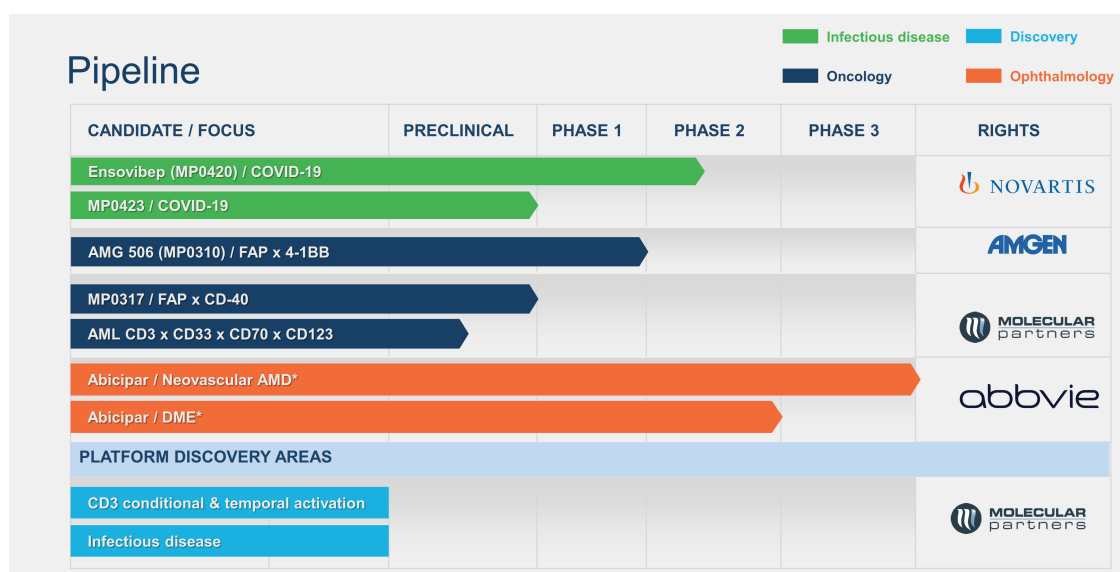 Infectious disease
Discovery
Pipeline
Oncology
Ophthalmology
CANDIDATE / FOCUS
PRECLINICAL
PHASE 1
PHASE 2
PHASE 3
RIGHTS
Ensovibep (MP0420) / COVID-19
MP0423 / COVID-19
NOVARTIS
AMG 506 (MP0310) / FAP x 4-1BB
AMGEN
MP0317 / FAP x CD-40
AML CD3 x CD33 x CD70 x CD123
MOLECULAR
partners
Abicipar / Neovascular AMD*
Abicipar / DME*
abbvie
PLATFORM DISCOVERY AREAS
CD3 conditional & temporal activation
Infectious disease
MOLECULAR
partners